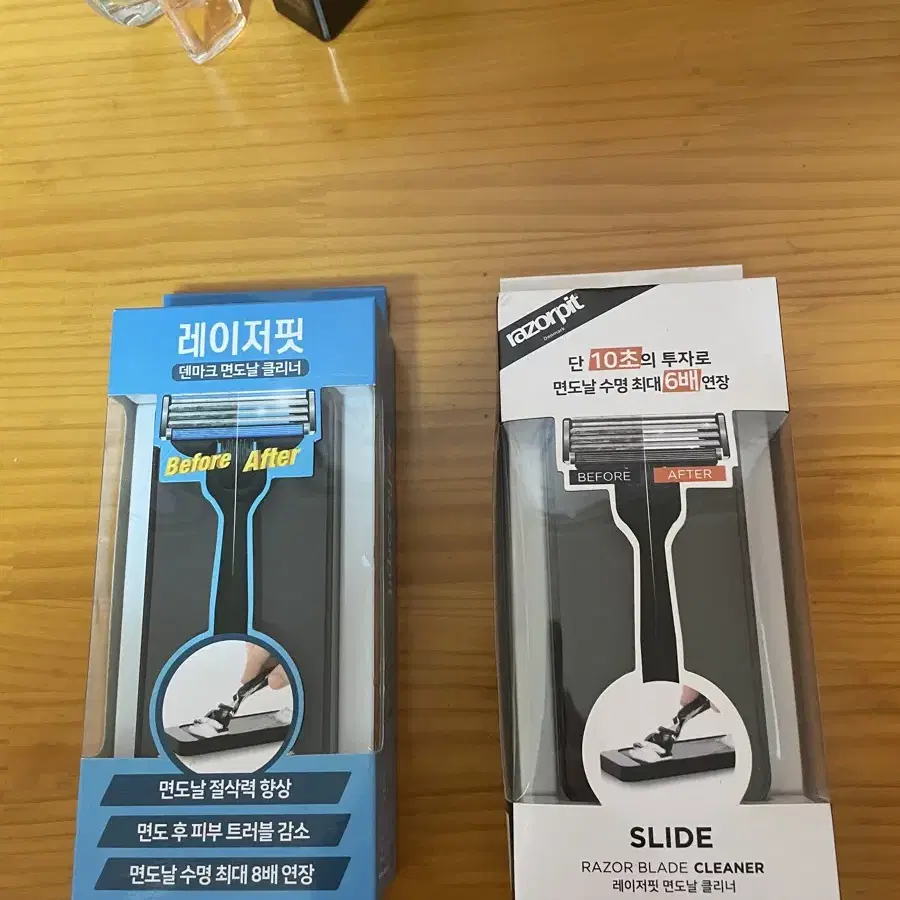 레이저핏
덴마크 면도날 클리너
Before After
면도날 절삭력 향상
면도 후 피부 트러블 감소
면도날 수명 최대 8배 연장
razorpit
Denmark
단 10초의 투자로
면도날 수명 최대 6배 연장
BEFORE AFTER
SLIDE
RAZOR BLADE CLEANER
레이저핏 면도날 클리너